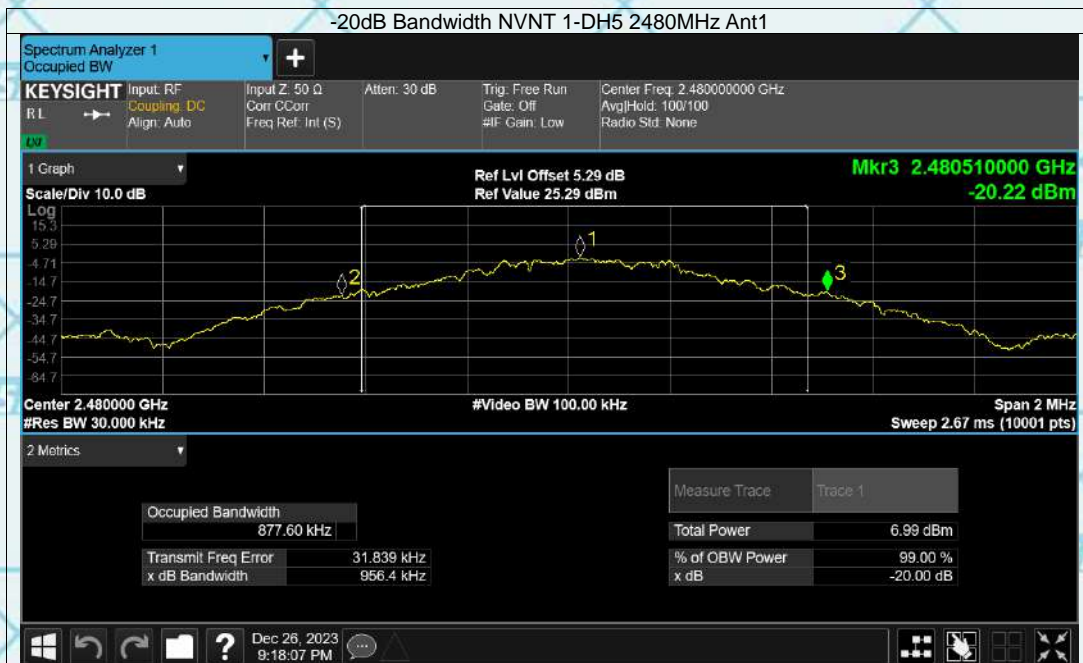 -20dB Bandwidth NVNT 1-DH5 2480MHz Ant1
Spectrum Analyzer 1
Occupied BW
+
KEYSIGHT Input: RF Input Z: 50 Ω Atten: 30 dB Trig: Free Run Center Freq: 2.480000000 GHz
R L Coupling: DC Corr CCorr Gate: Off Avg|Hold: 100/100
Align: Auto Freq Ref: Int (S) #IF Gain: Low Radio Std: None
LXI
1 Graph Ref Lvl Offset 5.29 dB Mkr3 2.480510000 GHz
Scale/Div 10.0 dB Ref Value 25.29 dBm -20.22 dBm
Log
15.3
5.29
-4.71
-14.7
-24.7
-34.7
-44.7
-54.7
-64.7
1
2
3
Center 2.480000 GHz #Video BW 100.00 kHz Span 2 MHz
#Res BW 30.000 kHz Sweep 2.67 ms (10001 pts)
2 Metrics
Measure Trace Trace 1
Occupied Bandwidth
877.60 kHz Total Power 6.99 dBm
Transmit Freq Error 31.839 kHz % of OBW Power 99.00 %
x dB Bandwidth 956.4 kHz x dB -20.00 dB
? Dec 26, 2023
9:18:07 PM